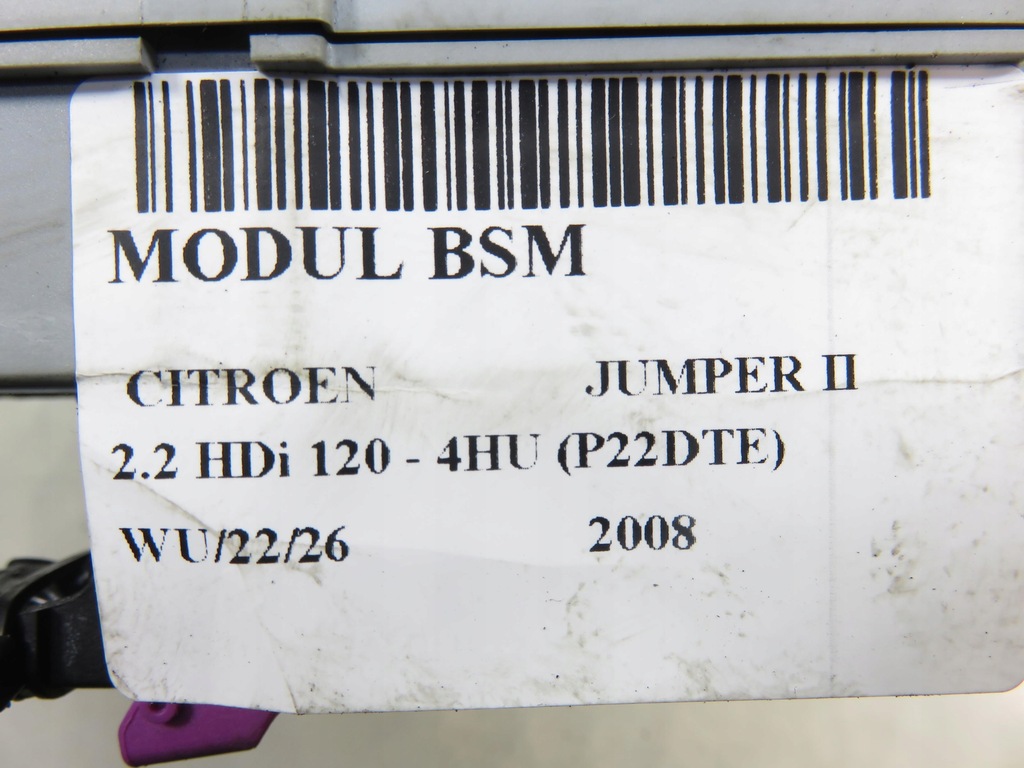 MODUL BSM
CITROEN JUMPER II
2.2 HDi 120 - 4HU (P22DTE)
WU/22/26 2008